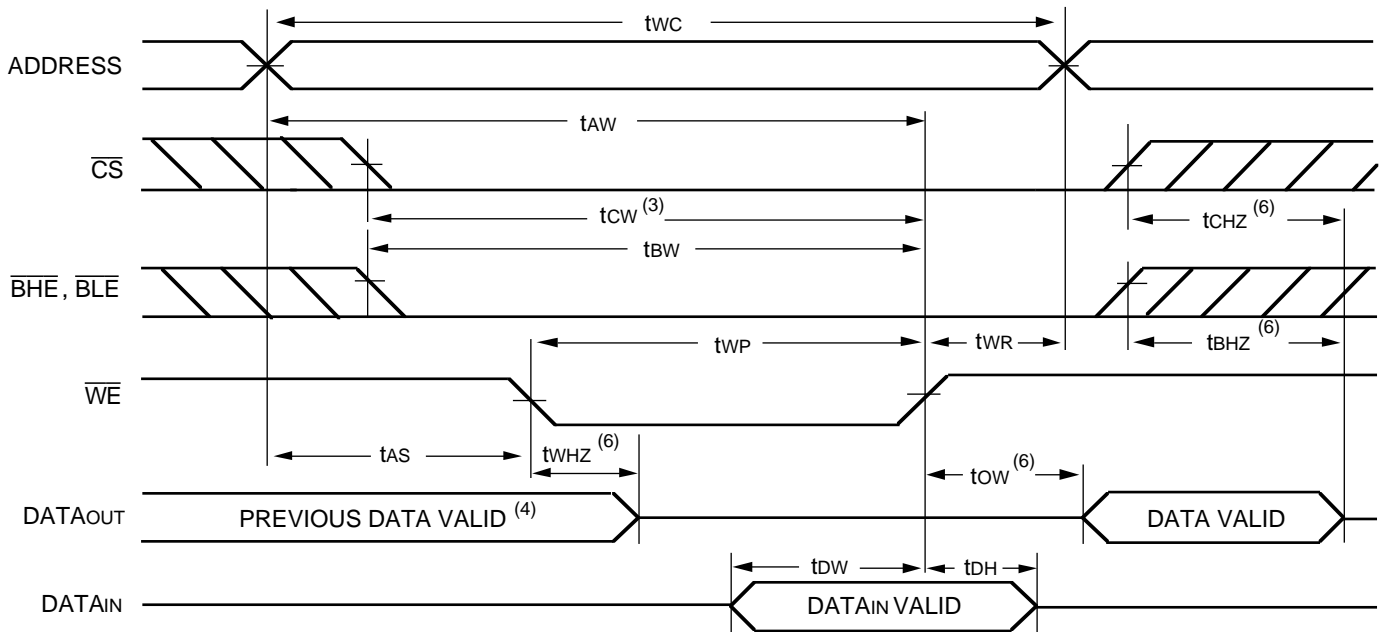 tWC
ADDRESS
tAW
CS
tCW (3)
tCHZ (6)
tBW
BHE, BLE
tWP
tWR
tBHZ (6)
WE
tAS
tWHZ (6)
tOW (6)
DATAOUT
PREVIOUS DATA VALID (4)
DATA VALID
tDW
tDH
DATAIN
DATAIN VALID